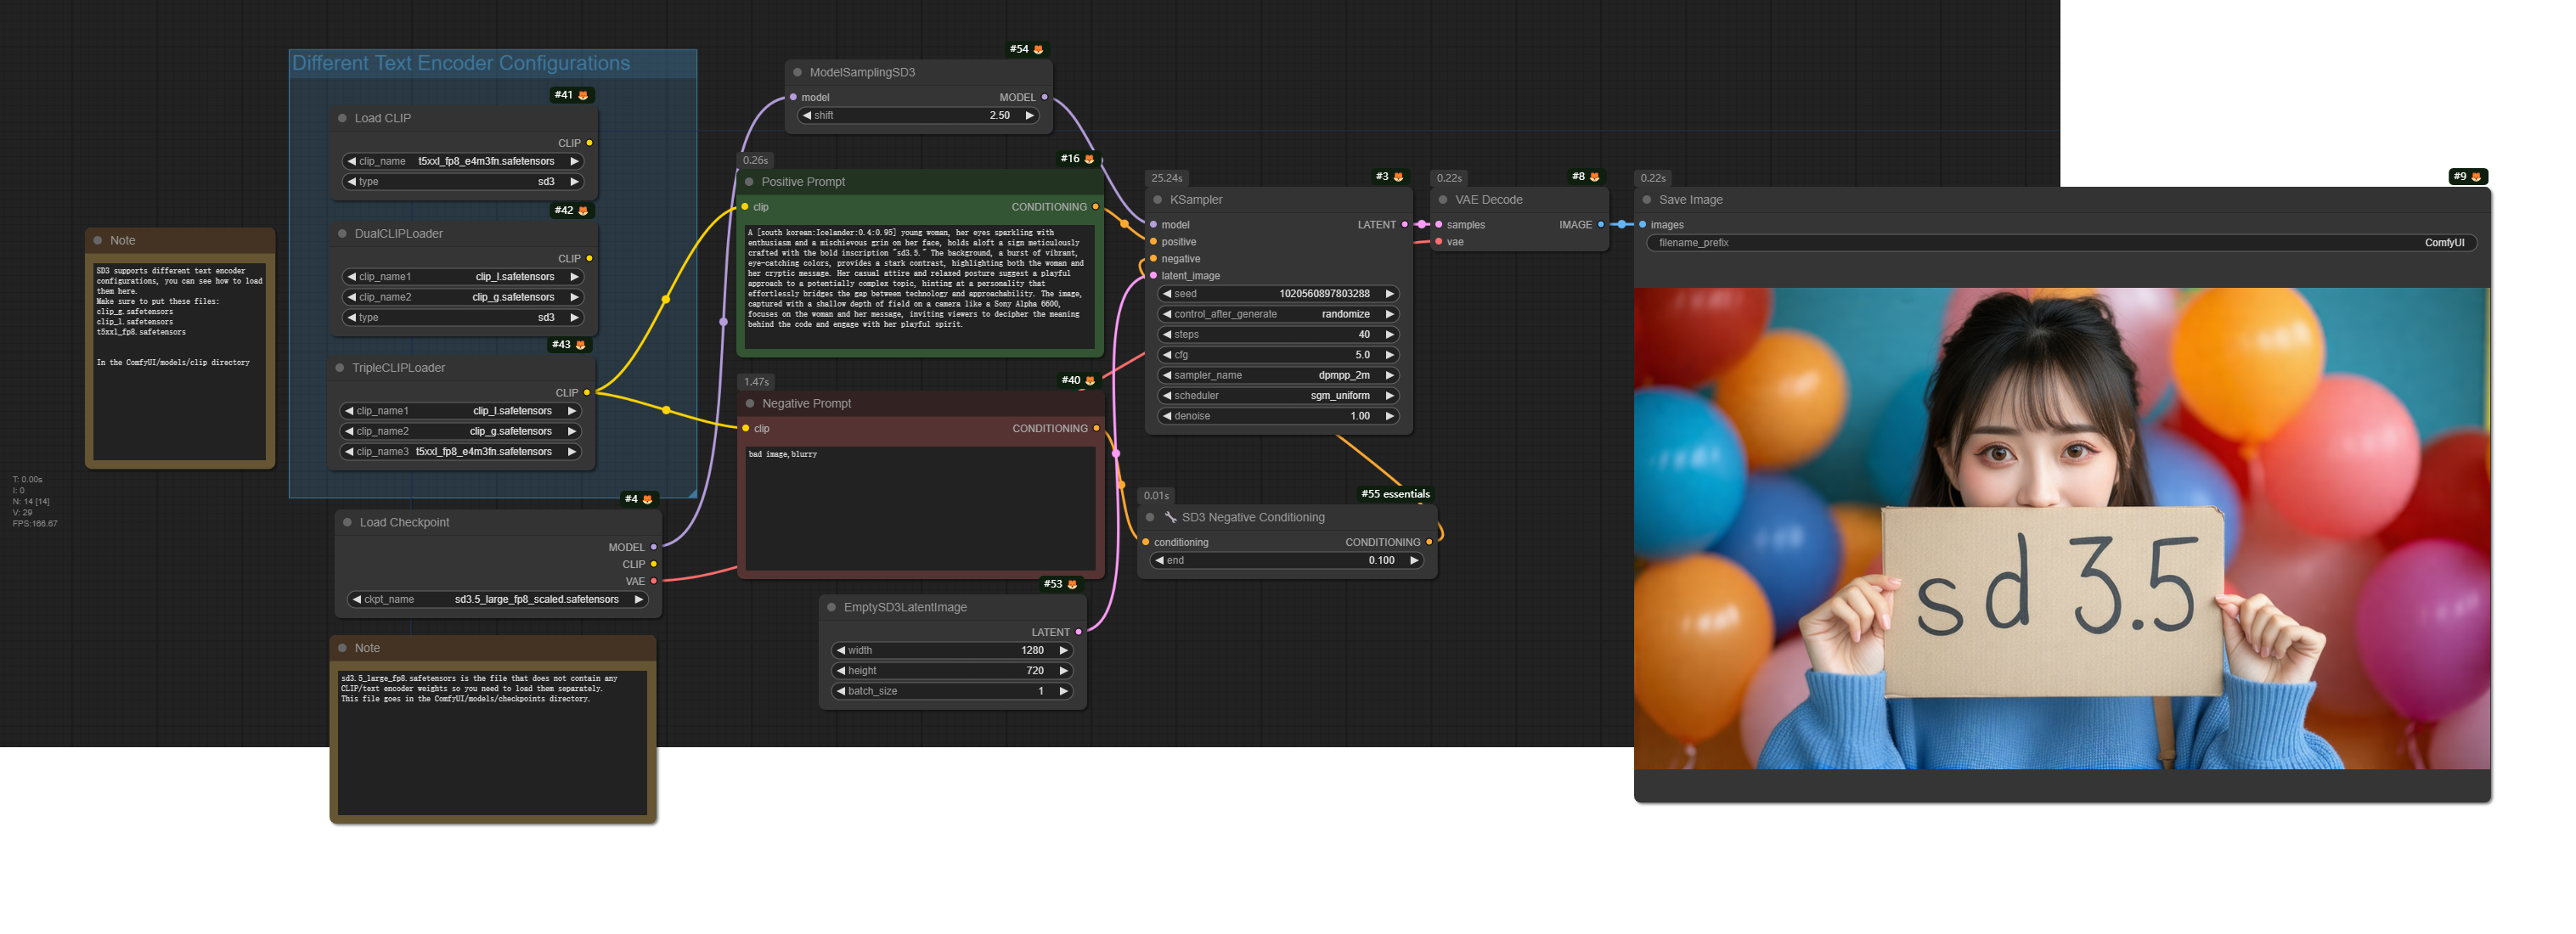 Different Text Encoder Configurations
#41
Load CLIP
CLIP
clip_name t5xxl_fp8_e4m3fn.safetensors
type sd3
#42
DualCLIPLoader
CLIP
clip_name1 clip_l.safetensors
clip_name2 clip_g.safetensors
type sd3
#43
TripleCLIPLoader
CLIP
clip_name1 clip_l.safetensors
clip_name2 clip_g.safetensors
clip_name3 t5xxl_fp8_e4m3fn.safetensors
Note
SD3 supports different text encoder
configurations, you can see how to load
them here.
Make sure to put these files:
clip_g.safetensors
clip_l.safetensors
t5xxl_fp8.safetensors
In the ComfyUI/models/clip directory
T: 0.00s
I: 0
N: 14 [14]
V: 29
FPS:166.67
#4
Load Checkpoint
MODEL
CLIP
VAE
ckpt_name sd3.5_large_fp8_scaled.safetensors
Note
sd3.5_large_fp8.safetensors is the file that does not contain any
CLIP/text encoder weights so you need to load them separately.
This file goes in the ComfyUI/models/checkpoints directory.
#54
ModelSamplingSD3
model MODEL
shift 2.50
0.26s #16
Positive Prompt
clip CONDITIONING
A [south korean:Icelander:0.4:0.95] young woman, her eyes sparkling with
enthusiasm and a mischievous grin on her face, holds aloft a sign meticulously
crafted with the bold inscription "sd3.5." The background, a burst of vibrant,
eye-catching colors, provides a stark contrast, highlighting both the woman and
her cryptic message. Her casual attire and relaxed posture suggest a playful
approach to a potentially complex topic, hinting at a personality that
effortlessly bridges the gap between technology and approachability. The image,
captured with a shallow depth of field on a camera like a Sony Alpha 6600,
focuses on the woman and her message, inviting viewers to decipher the meaning
behind the code and engage with her playful spirit.
1.47s #40
Negative Prompt
clip CONDITIONING
bad image,blurry
#53
EmptySD3LatentImage
LATENT
width 1280
height 720
batch_size 1
25.24s #3
KSampler
model LATENT
positive
negative
latent_image
seed 1020560897803288
control_after_generate randomize
steps 40
cfg 5.0
sampler_name dpmpp_2m
scheduler sgm_uniform
denoise 1.00
0.01s #55 essentials
SD3 Negative Conditioning
conditioning CONDITIONING
end 0.100
0.22s #8
VAE Decode
samples IMAGE
vae
0.22s #9
Save Image
images
filename_prefix ComfyUI
sd 3.5